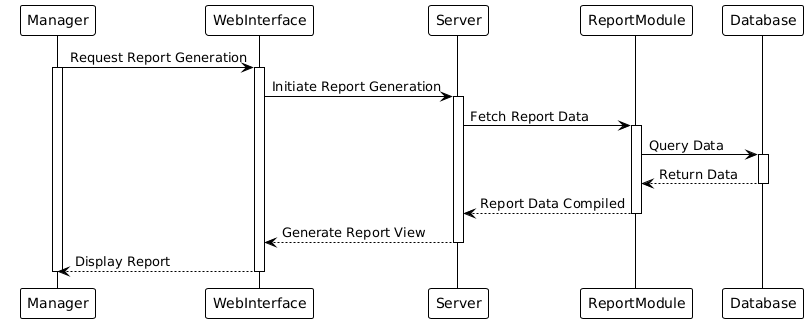 Manager WebInterface Server ReportModule Database
Request Report Generation
Initiate Report Generation
Fetch Report Data
Query Data
Return Data
Report Data Compiled
Generate Report View
Display Report
Manager WebInterface Server ReportModule Database